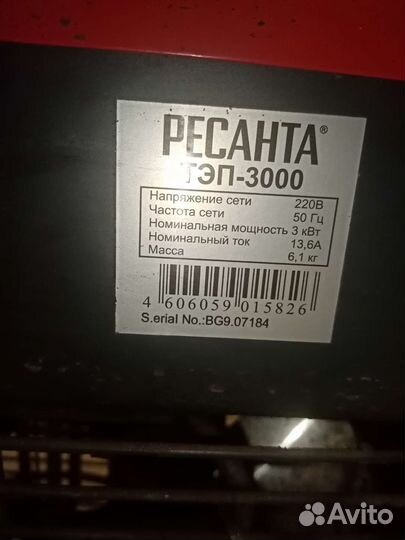 РЕСАНТА®
ТЭП-3000
Напряжение сети 220В
Частота сети 50 Гц
Номинальная мощность 3 кВт
Номинальный ток 13,6А
Масса 6,1 кг
4 606059 015826
S.erial No.:BG9.07184
Avito